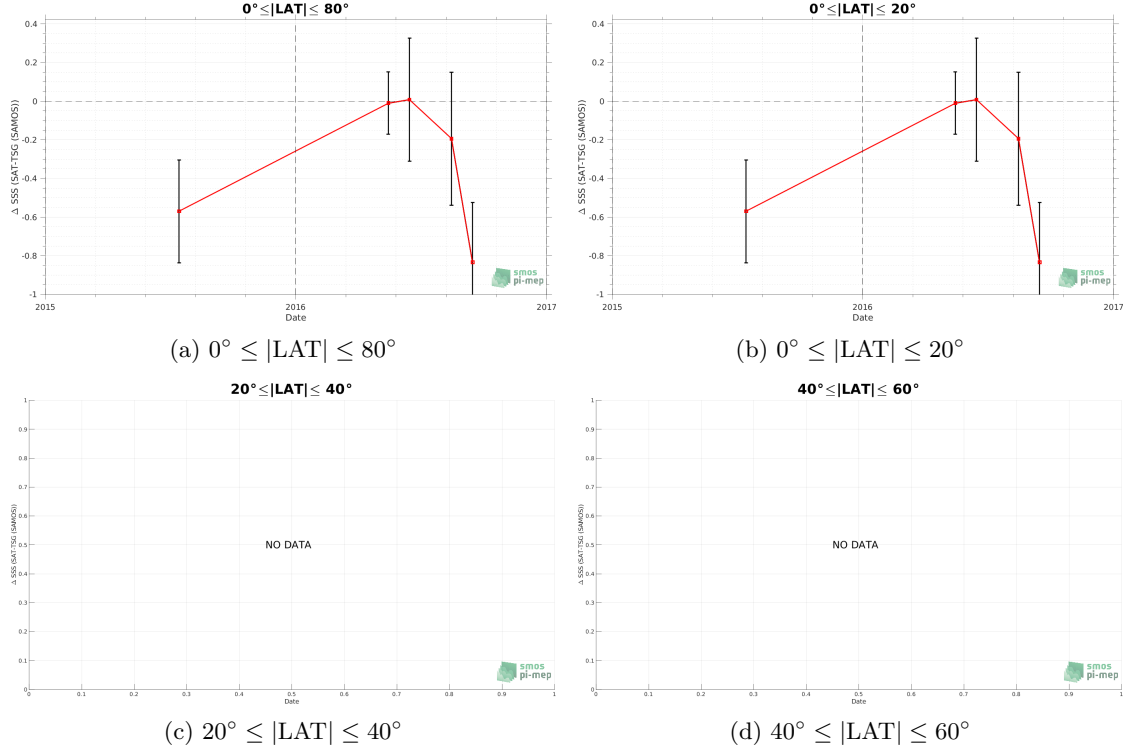 0°≤|LAT|≤ 80°
0.4
0.2
0
-0.2
-0.4
-0.6
-0.8
-1
Δ SSS (SAT-TSG (SAMOS))
2015
2016
2017
Date
smos
pi-mep
(a) 0° ≤ |LAT| ≤ 80°
0°≤|LAT|≤ 20°
0.4
0.2
0
-0.2
-0.4
-0.6
-0.8
-1
Δ SSS (SAT-TSG (SAMOS))
2015
2016
2017
Date
smos
pi-mep
(b) 0° ≤ |LAT| ≤ 20°
20°≤|LAT|≤ 40°
1
0.9
0.8
0.7
0.6
0.5
0.4
0.3
0.2
0.1
0
Δ SSS (SAT-TSG (SAMOS))
NO DATA
0 0.1 0.2 0.3 0.4 0.5 0.6 0.7 0.8 0.9 1
Date
smos
pi-mep
(c) 20° ≤ |LAT| ≤ 40°
40°≤|LAT|≤ 60°
1
0.9
0.8
0.7
0.6
0.5
0.4
0.3
0.2
0.1
0
Δ SSS (SAT-TSG (SAMOS))
NO DATA
0 0.1 0.2 0.3 0.4 0.5 0.6 0.7 0.8 0.9 1
Date
smos
pi-mep
(d) 40° ≤ |LAT| ≤ 60°